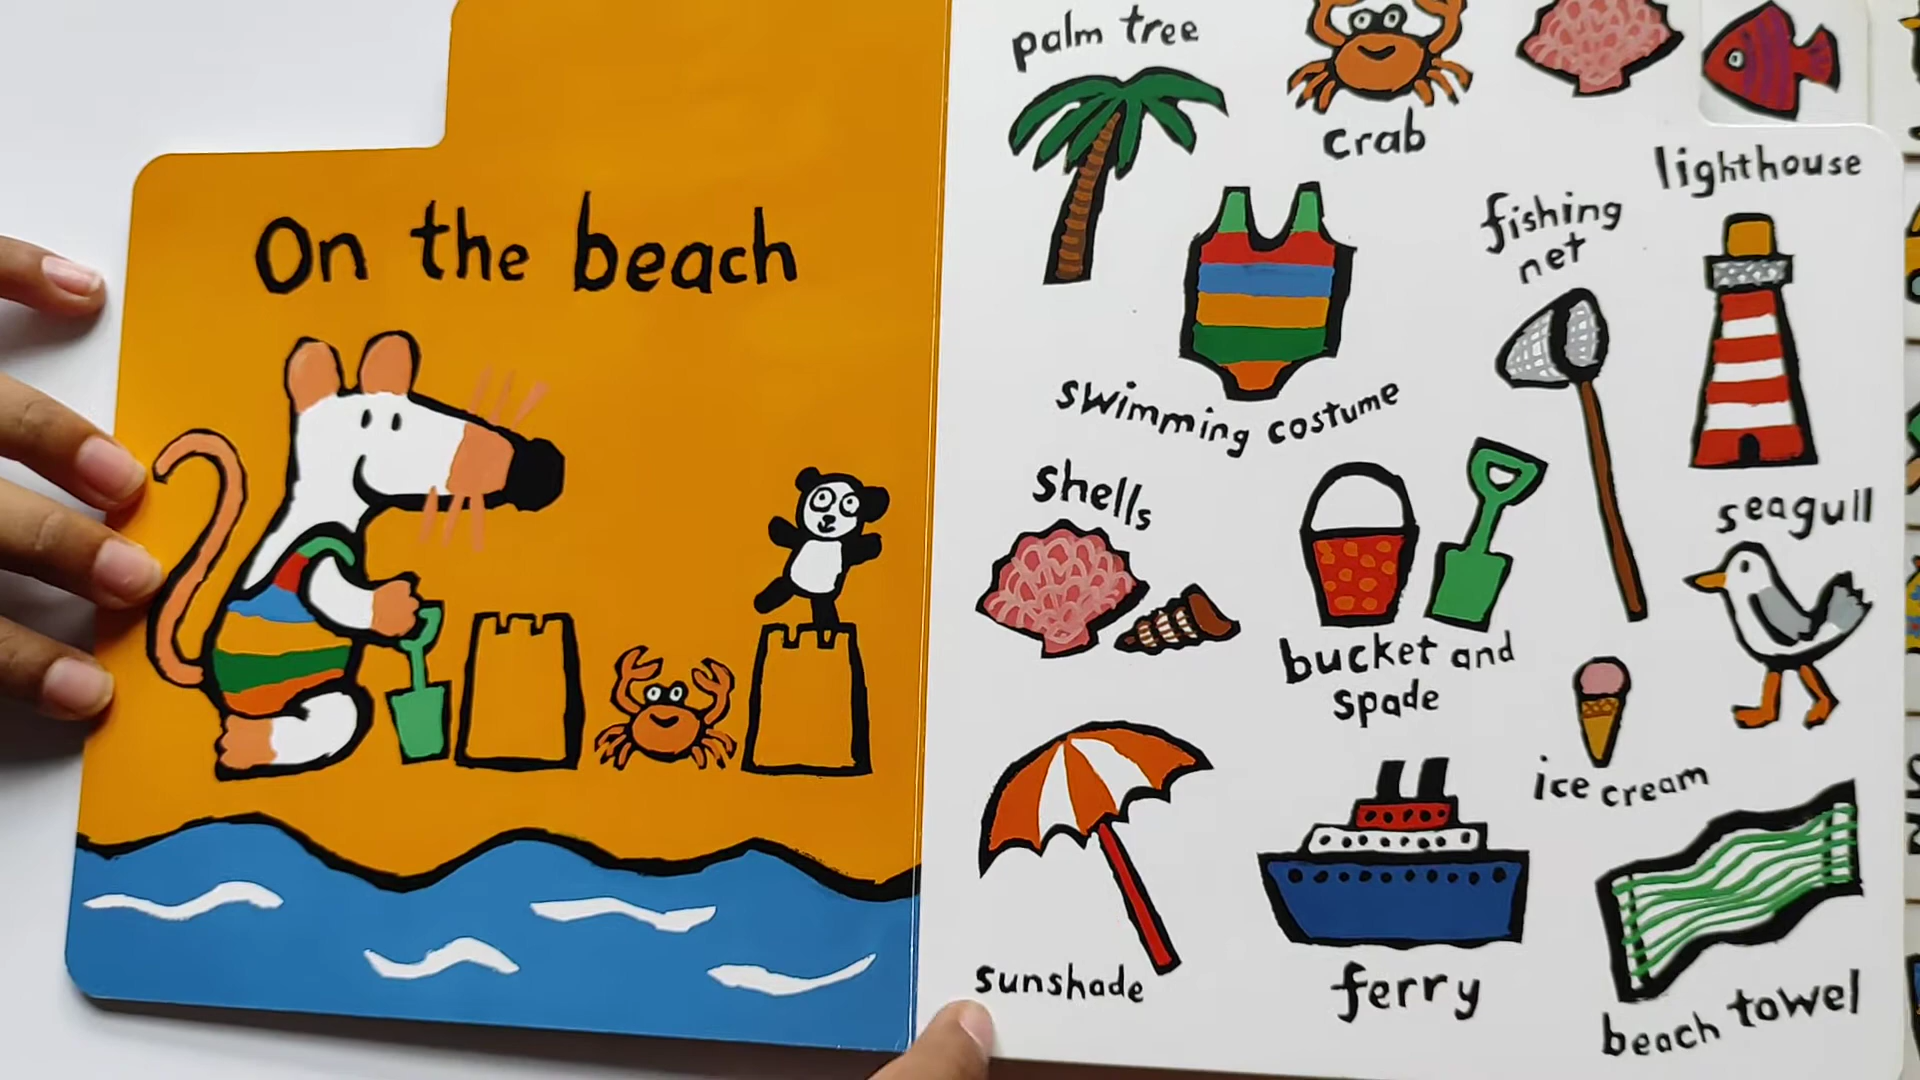 On the beach
palm tree
crab
lighthouse
fishing
net
swimming costume
shells
seagull
bucket and
spade
ice cream
sunshade
ferry
beach towel